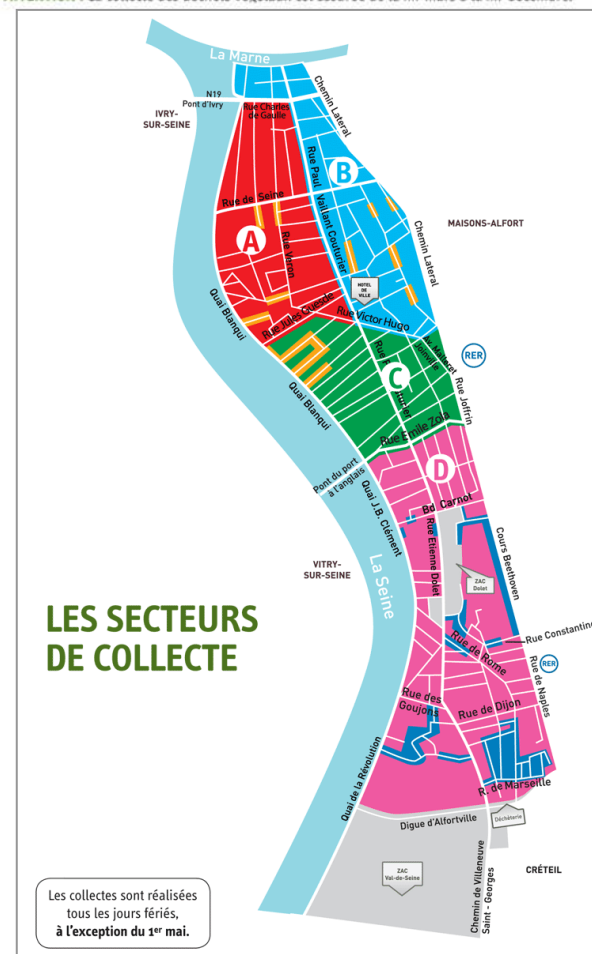 La Marne
N19
Pont d'Ivry
Rue Charles
de Gaulle
Chemin Lateral
IVRY-
SUR-SEINE
Rue Paul
Vaillant Couturier
B
Rue de Seine
A
Rue Veron
MAISONS-ALFORT
Chemin Lateral
HOTEL
DE
VILLE
Quai Blanqui
Rue Jules Guesde
Rue Victor Hugo
Av. Malleret
Joinville
RER
C
Rue Joffrin
Quai Blanqui
Rue Emile Zola
Pont du port
à l'anglais
D
Quai J.B. Clément
Bd Carnot
Rue Etienne Dolet
Cours Beethoven
VITRY-
SUR-SEINE
La Seine
ZAC
Dolet
LES SECTEURS
DE COLLECTE
Rue Constantine
Rue de Rome
RER
Rue de Naples
Rue des
Goujons
Rue de Dijon
Quai de la Révolution
R. de Marseille
Digue d'Alfortville
Déchèterie
ZAC
Val-de-Seine
Chemin de Villeneuve
Saint - Georges
CRÉTEIL
Les collectes sont réalisées
tous les jours fériés,
à l'exception du 1er mai.